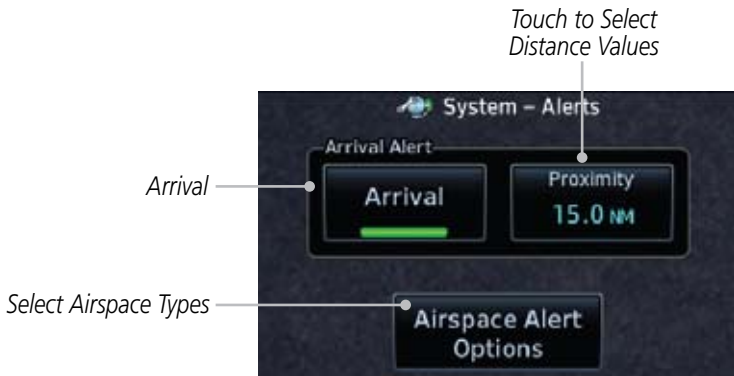 Touch to Select
Distance Values
System – Alerts
Arrival Alert
Arrival
Arrival
Proximity
15.0 NM
Select Airspace Types
Airspace Alert
Options